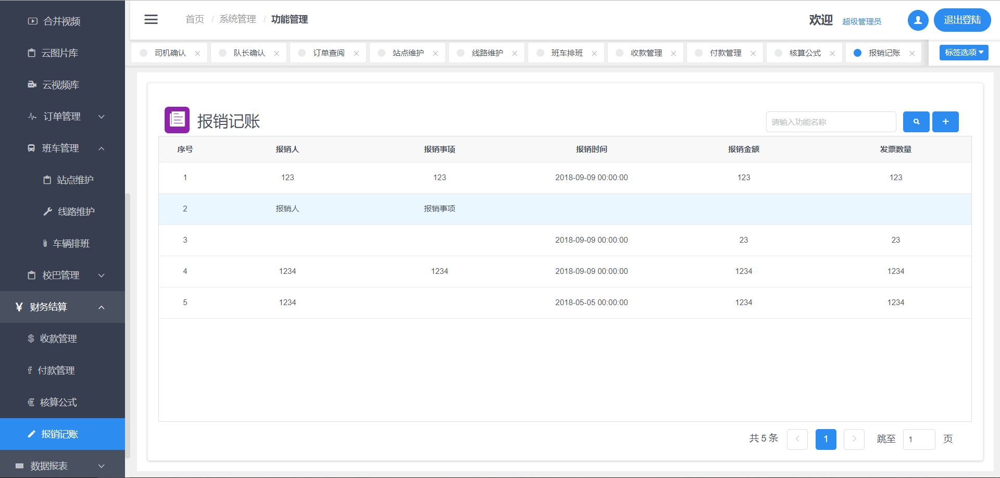 合并视频
云图片库
云视频库
订单管理
班车管理
站点维护
线路维护
车辆排班
校巴管理
¥ 财务结算
$ 收款管理
f 付款管理
€ 核算公式
报销记账
数据报表
首页 / 系统管理 / 功能管理
欢迎 超级管理员 退出登陆
司机确认 队长确认 订单查阅 站点维护 线路维护 班车排班 收款管理 付款管理 核算公式 报销记账 标签选项
报销记账
请输入功能名称
序号 报销人 报销事项 报销时间 报销金额 发票数量
1 123 123 2018-09-09 00:00:00 123 123
2 报销人 报销事项
3 2018-09-09 00:00:00 23 23
4 1234 1234 2018-09-09 00:00:00 1234 1234
5 1234 2018-05-05 00:00:00 1234 1234
共 5 条 < 1 > 跳至 1 页